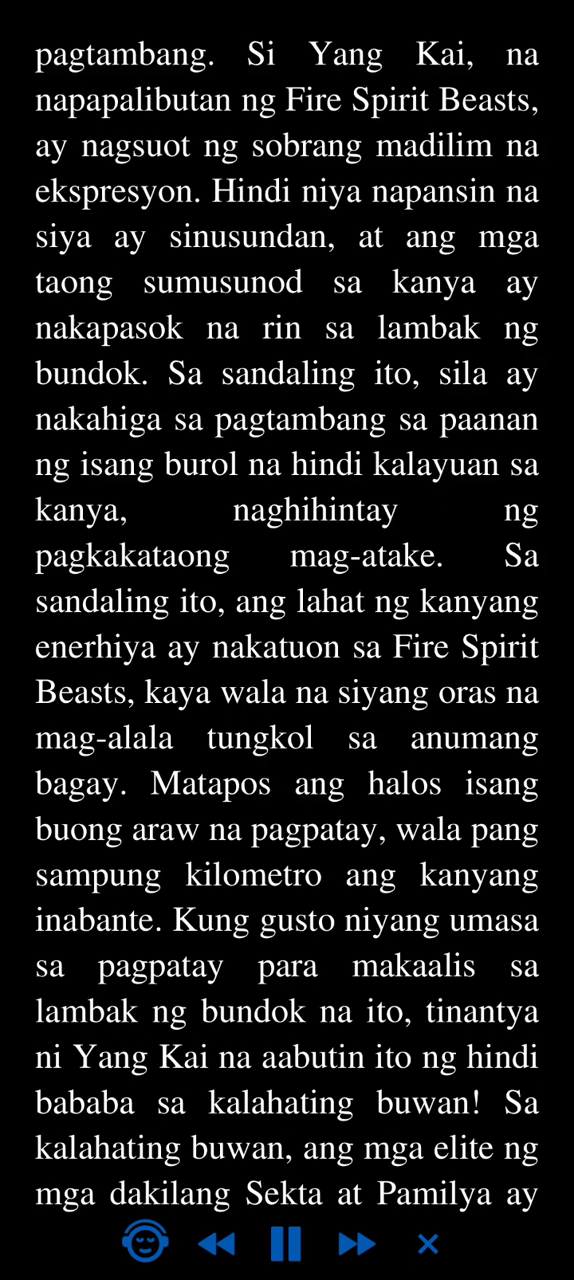 pagtambang. Si Yang Kai, na
napapalibutan ng Fire Spirit Beasts,
ay nagsuot ng sobrang madilim na
ekspresyon. Hindi niya napansin na
siya ay sinusundan, at ang mga
taong sumusunod sa kanya ay
nakapasok na rin sa lambak ng
bundok. Sa sandaling ito, sila ay
nakahiga sa pagtambang sa paanan
ng isang burol na hindi kalayuan sa
kanya, naghihintay ng
pagkakataong mag-atake. Sa
sandaling ito, ang lahat ng kanyang
enerhiya ay nakatuon sa Fire Spirit
Beasts, kaya wala na siyang oras na
mag-alala tungkol sa anumang
bagay. Matapos ang halos isang
buong araw na pagpatay, wala pang
sampung kilometro ang kanyang
inabante. Kung gusto niyang umasa
sa pagpatay para makaalis sa
lambak ng bundok na ito, tinantya
ni Yang Kai na aabutin ito ng hindi
bababa sa kalahating buwan! Sa
kalahating buwan, ang mga elite ng
mga dakilang Sekta at Pamilya ay